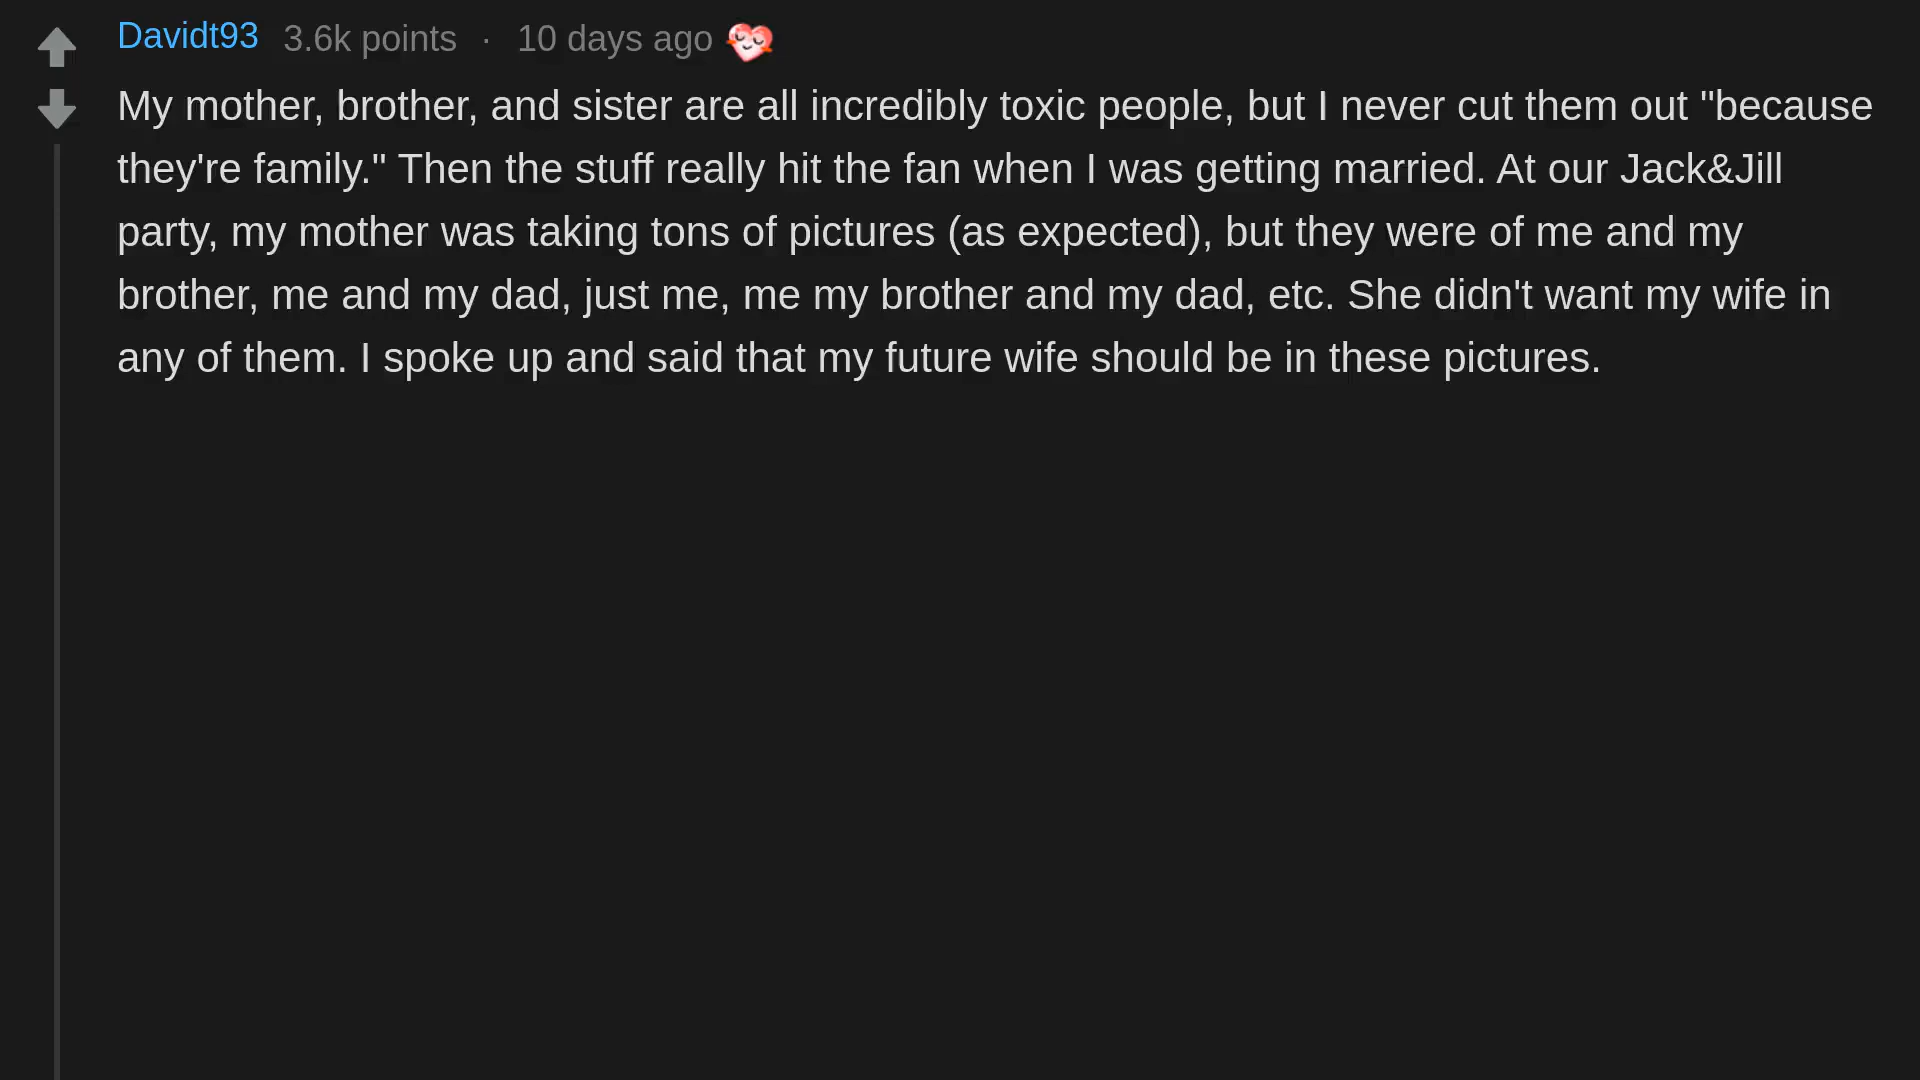 Davidt93 3.6k points · 10 days ago
My mother, brother, and sister are all incredibly toxic people, but I never cut them out "because
they're family." Then the stuff really hit the fan when I was getting married. At our Jack&Jill
party, my mother was taking tons of pictures (as expected), but they were of me and my
brother, me and my dad, just me, me my brother and my dad, etc. She didn't want my wife in
any of them. I spoke up and said that my future wife should be in these pictures.